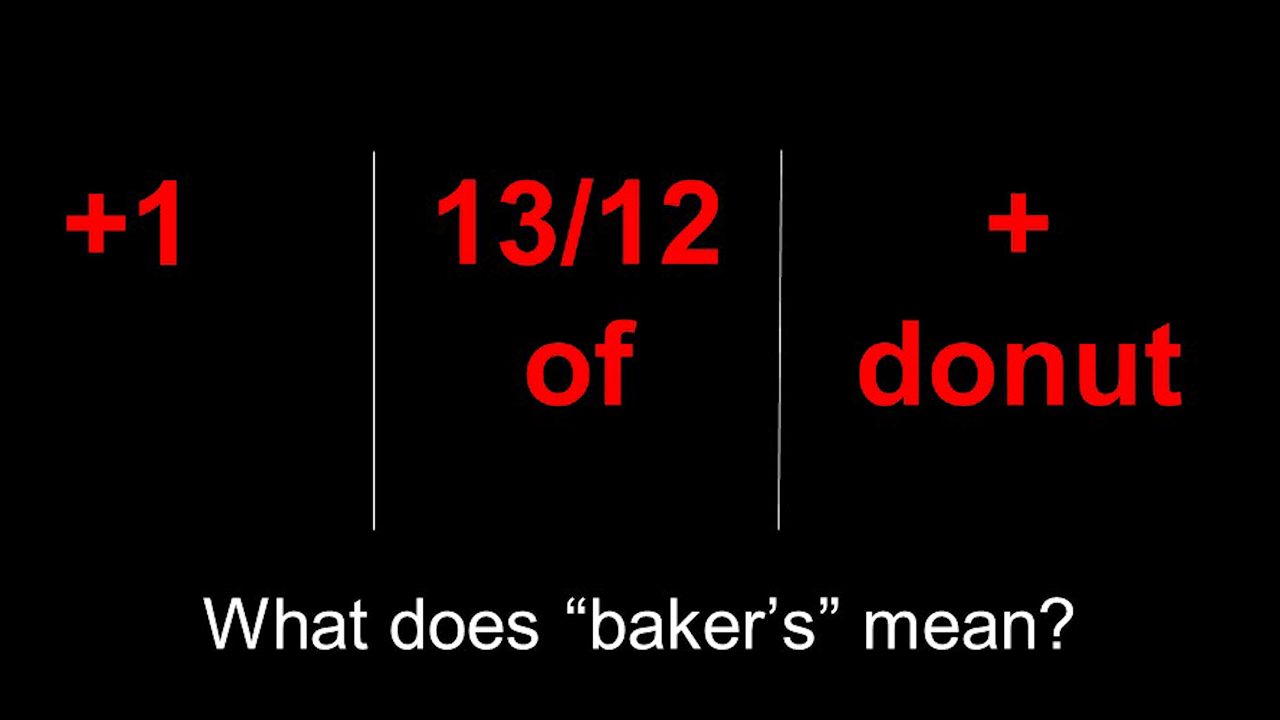 +1
13/12
of
+
donut
What does “baker’s” mean?